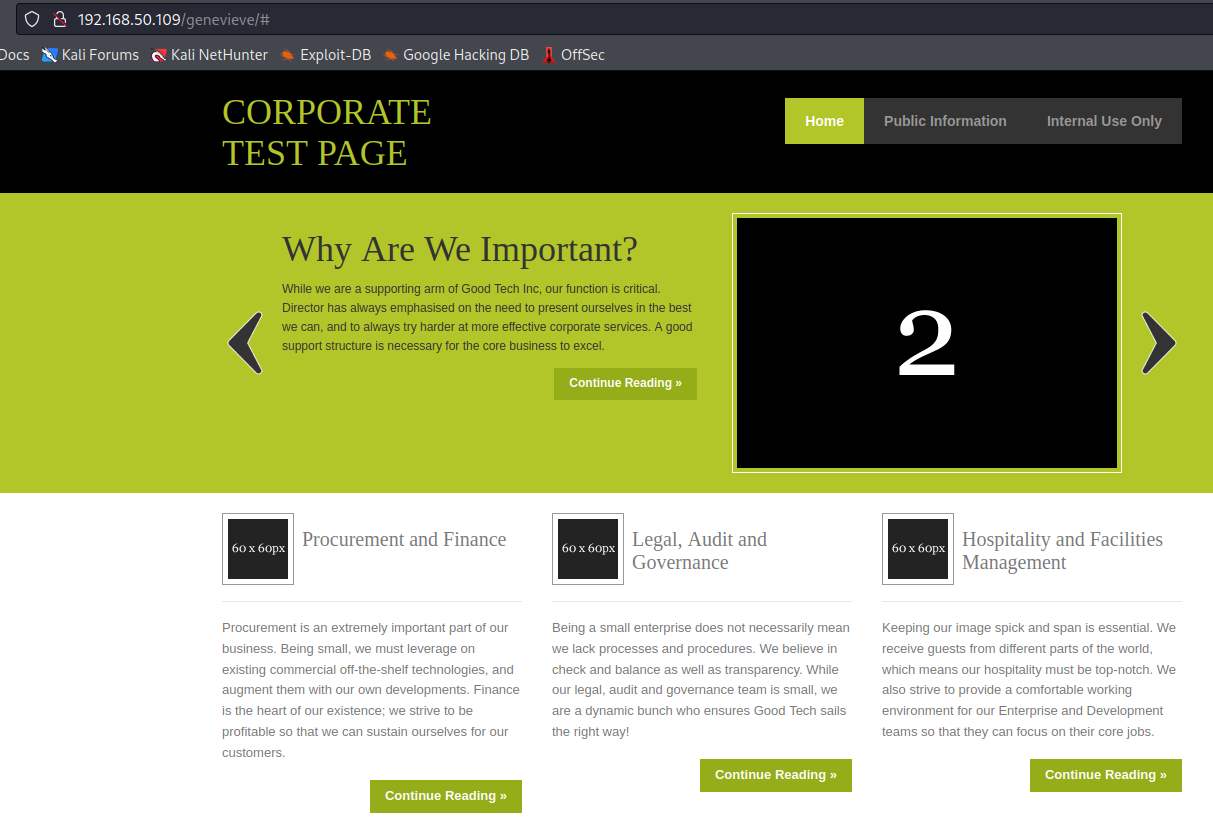 192.168.50.109/genevieve/#
Docs Kali Forums Kali NetHunter Exploit-DB Google Hacking DB OffSec
CORPORATE
TEST PAGE
Home Public Information Internal Use Only
Why Are We Important?
While we are a supporting arm of Good Tech Inc, our function is critical.
Director has always emphasised on the need to present ourselves in the best
we can, and to always try harder at more effective corporate services. A good
support structure is necessary for the core business to excel.
Continue Reading »
2
60 x 60px
Procurement and Finance
Procurement is an extremely important part of our
business. Being small, we must leverage on
existing commercial off-the-shelf technologies, and
augment them with our own developments. Finance
is the heart of our existence; we strive to be
profitable so that we can sustain ourselves for our
customers.
Continue Reading »
60 x 60px
Legal, Audit and
Governance
Being a small enterprise does not necessarily mean
we lack processes and procedures. We believe in
check and balance as well as transparency. While
our legal, audit and governance team is small, we
are a dynamic bunch who ensures Good Tech sails
the right way!
Continue Reading »
60 x 60px
Hospitality and Facilities
Management
Keeping our image spick and span is essential. We
receive guests from different parts of the world,
which means our hospitality must be top-notch. We
also strive to provide a comfortable working
environment for our Enterprise and Development
teams so that they can focus on their core jobs.
Continue Reading »